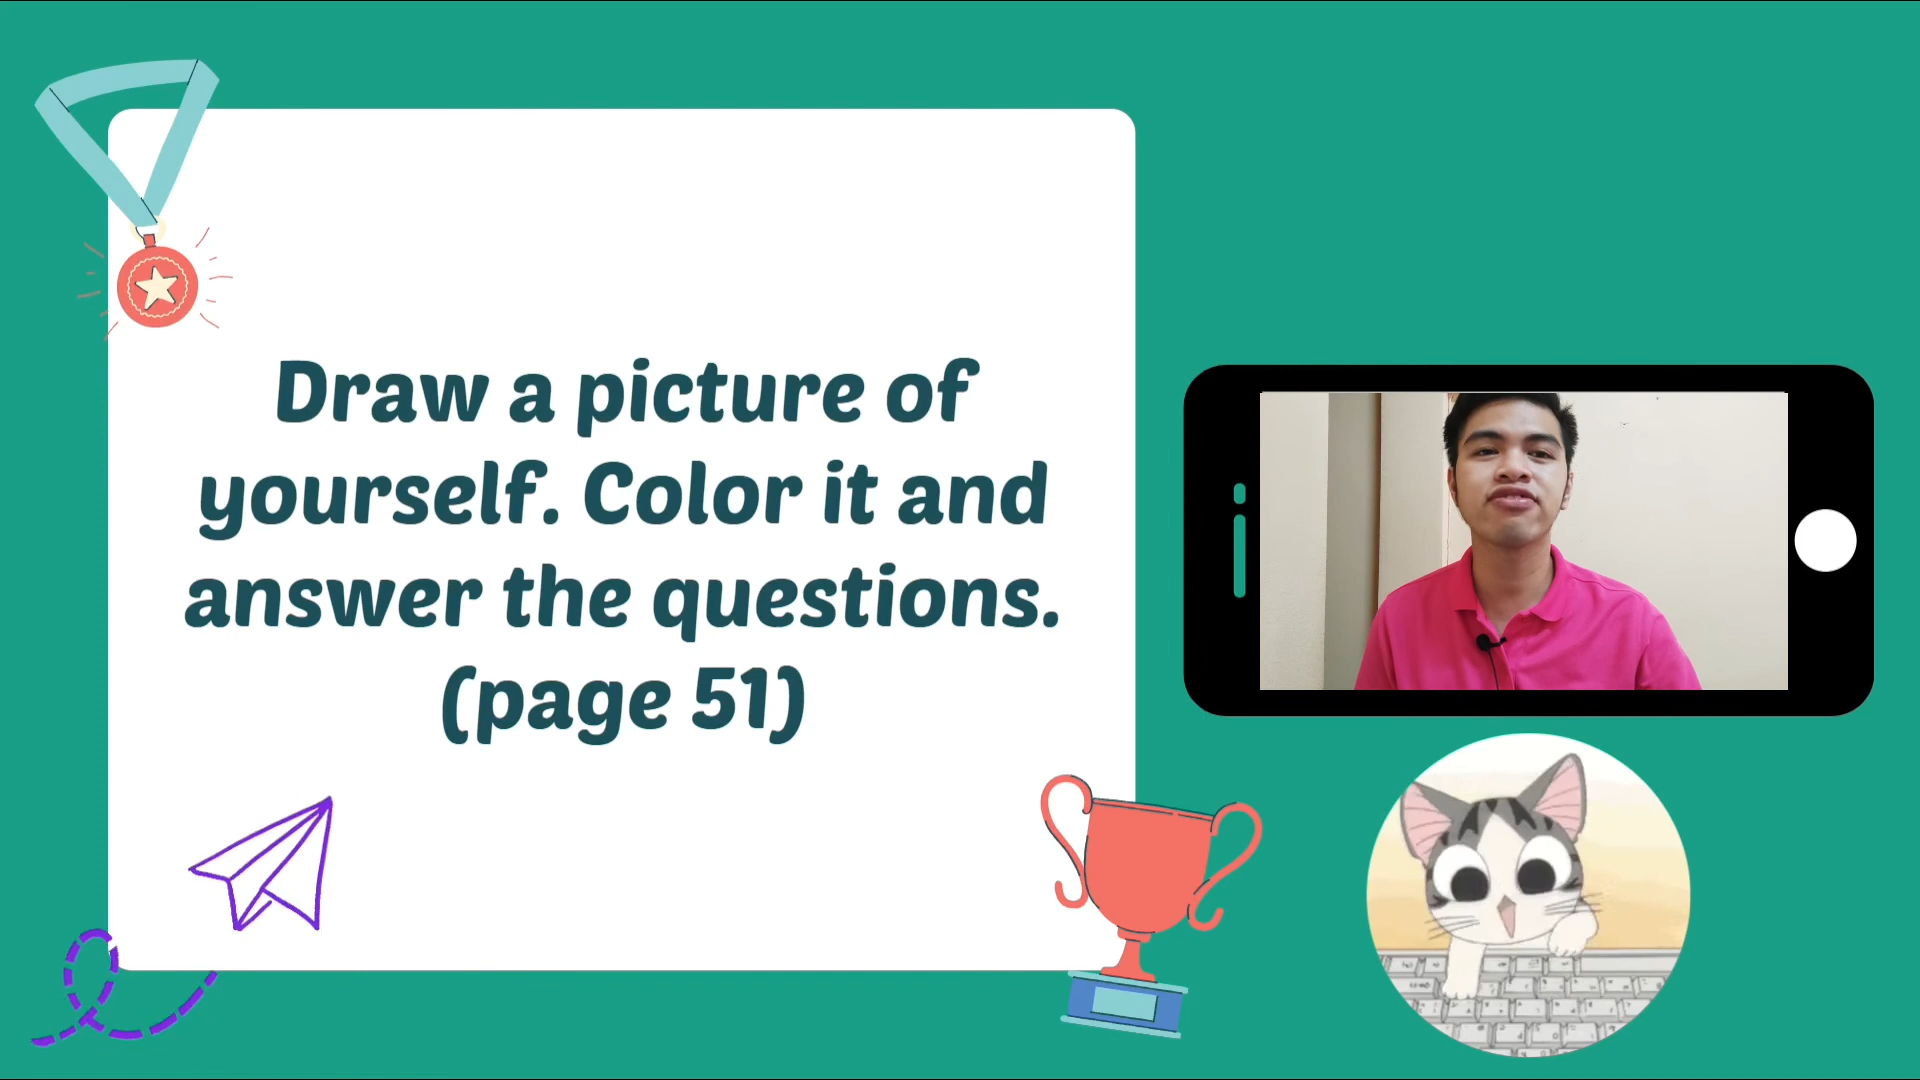 Draw a picture of
yourself. Color it and
answer the questions.
(page 51)